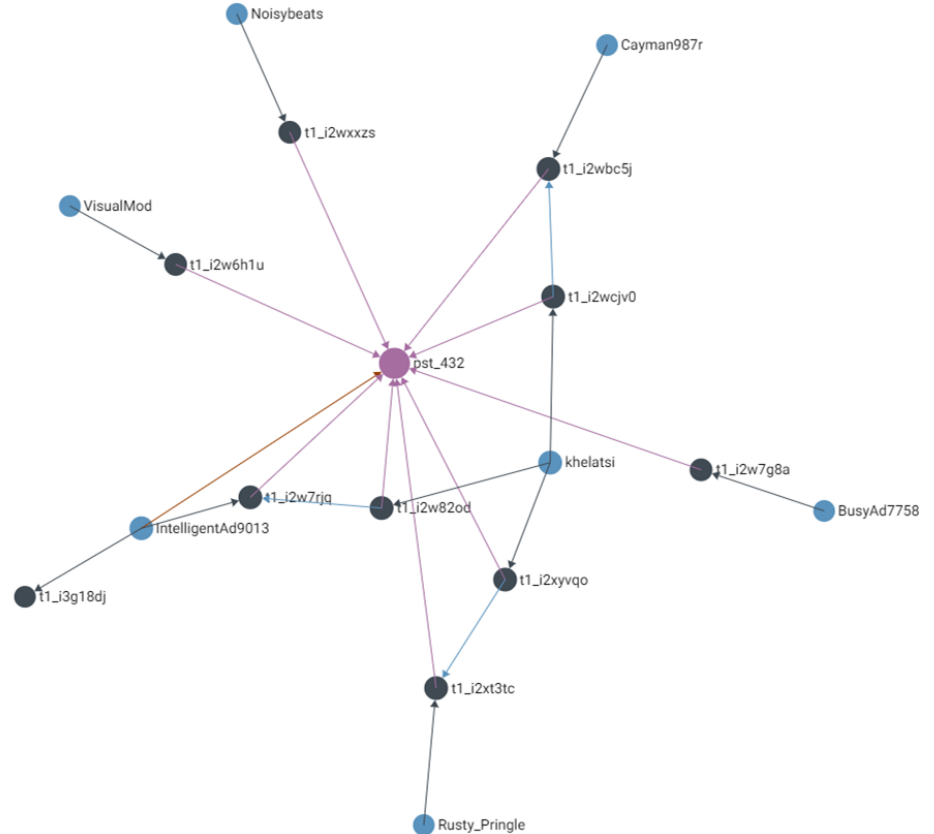 Noisybeats
Cayman987r
t1_i2wxxzs
t1_i2wbc5j
VisualMod
t1_i2w6h1u
t1_i2wcjv0
pst_432
khelatsi
t1_i2w7g8a
t1_i2w7rjq
t1_i2w82od
BusyAd7758
IntelligentAd9013
t1_i2xyvqo
t1_i3g18dj
t1_i2xt3tc
Rusty_Pringle